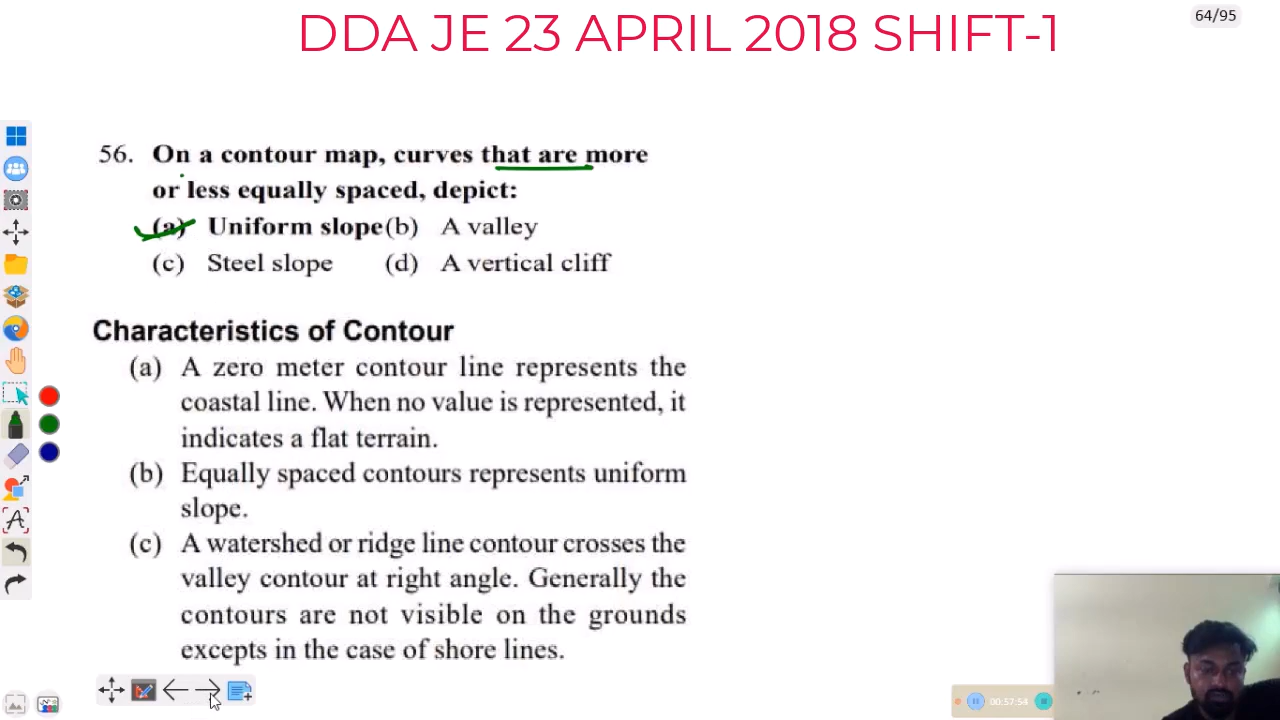 DDA JE 23 APRIL 2018 SHIFT-1
64/95
56. On a contour map, curves that are more
or less equally spaced, depict:
(a) Uniform slope (b) A valley
(c) Steel slope (d) A vertical cliff
Characteristics of Contour
(a) A zero meter contour line represents the
coastal line. When no value is represented, it
indicates a flat terrain.
(b) Equally spaced contours represents uniform
slope.
(c) A watershed or ridge line contour crosses the
valley contour at right angle. Generally the
contours are not visible on the grounds
excepts in the case of shore lines.
00:57:54